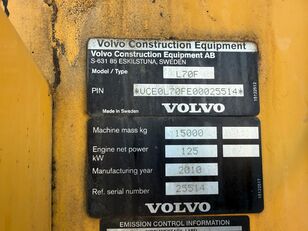 Volvo Construction Equipment
Volvo Construction Equipment AB
S-631 85 ESKILSTUNA, SWEDEN
Model / Type L70F
PIN *VCE0L70FE00025514*
Made in Sweden
VOLVO
Machine mass kg 15000
Engine net power kW 125
Manufacturing year 2010
Ref. serial number 25514
VOLVO
EMISSION CONTROL INFORMATION